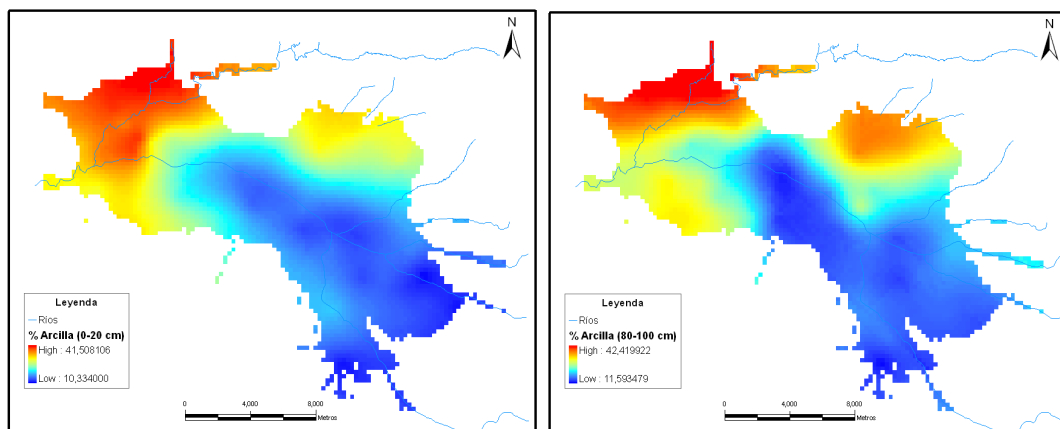 N
Leyenda
Ríos
% Arcilla (0-20 cm)
High : 41,508106
Low : 10,334000
0 4,000 8,000
Metros
N
Leyenda
Ríos
% Arcilla (80-100 cm)
High : 42,419922
Low : 11,593479
0 4,000 8,000
Metros